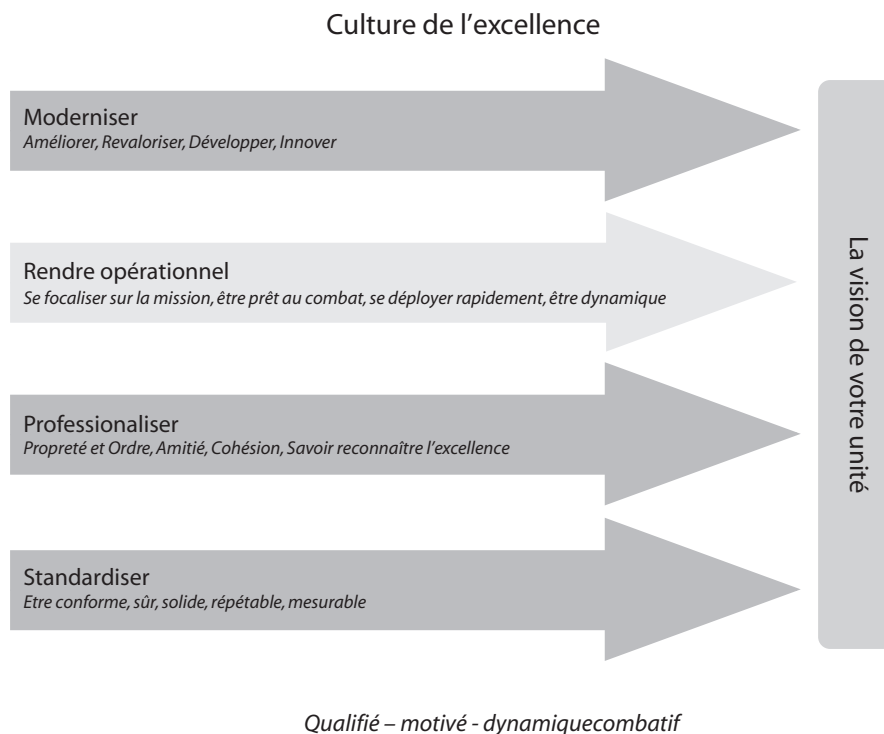 Culture de l’excellence
Moderniser
Améliorer, Revaloriser, Développer, Innover
Rendre opérationnel
Se focaliser sur la mission, être prêt au combat, se déployer rapidement, être dynamique
Professionaliser
Propreté et Ordre, Amitié, Cohésion, Savoir reconnaître l’excellence
Standardiser
Etre conforme, sûr, solide, répétable, mesurable
La vision de votre unité
Qualifié – motivé - dynamiquecombatif